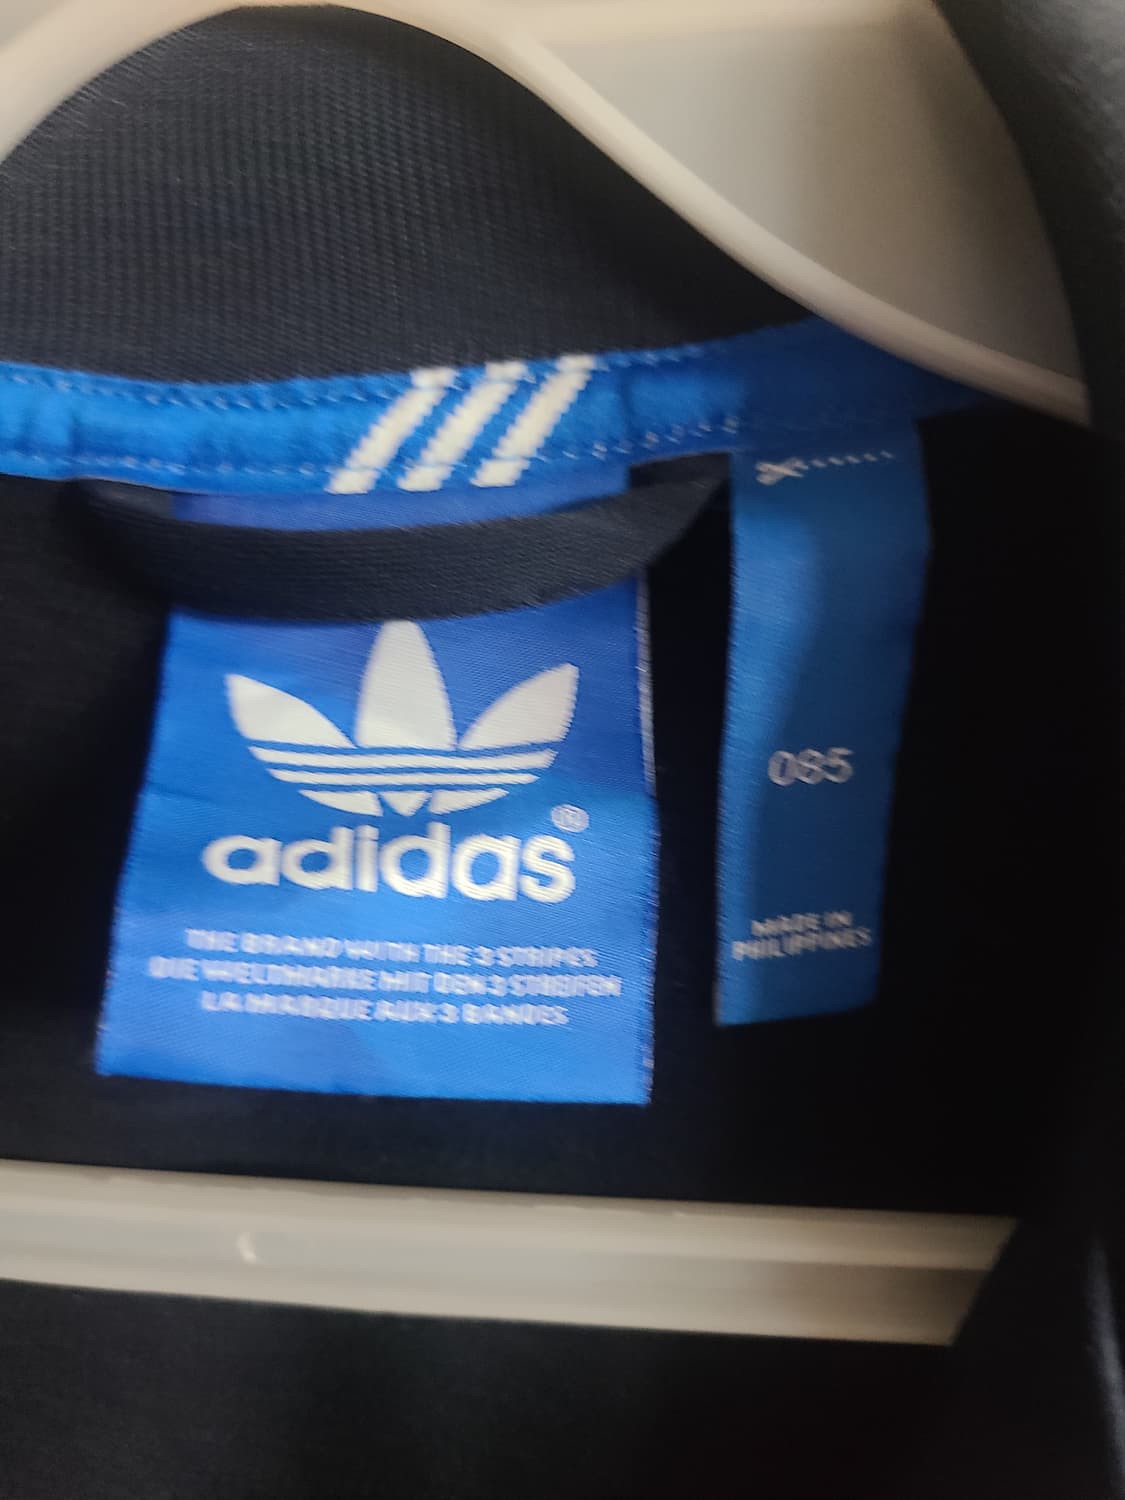 adidas®
THE BRAND WITH THE 3 STRIPES
DIE WELTMARKE MIT DEN 3 STREIFEN
LA MARQUE AUX 3 BANDES
085
MADE IN
PHILIPPINES